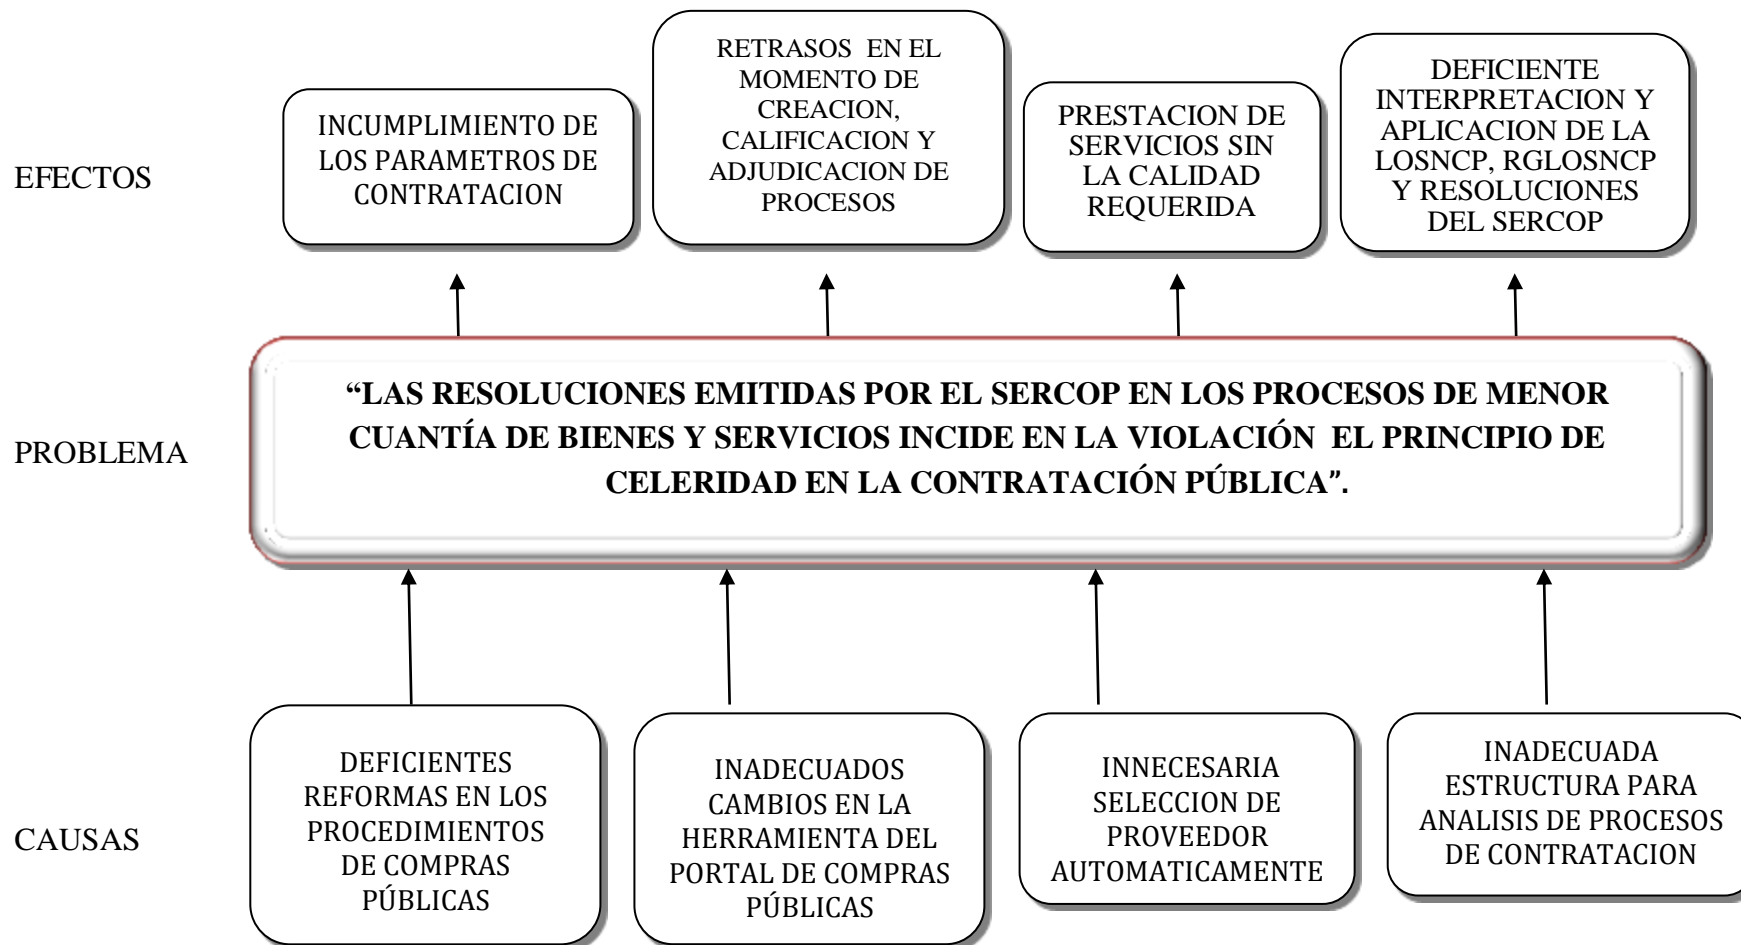 EFECTOS
INCUMPLIMIENTO DE
LOS PARAMETROS DE
CONTRATACION
RETRASOS EN EL
MOMENTO DE
CREACION,
CALIFICACION Y
ADJUDICACION DE
PROCESOS
PRESTACION DE
SERVICIOS SIN
LA CALIDAD
REQUERIDA
DEFICIENTE
INTERPRETACION Y
APLICACION DE LA
LOSNCP, RGLOSNCP
Y RESOLUCIONES
DEL SERCOP
PROBLEMA
“LAS RESOLUCIONES EMITIDAS POR EL SERCOP EN LOS PROCESOS DE MENOR
CUANTÍA DE BIENES Y SERVICIOS INCIDE EN LA VIOLACIÓN EL PRINCIPIO DE
CELERIDAD EN LA CONTRATACIÓN PÚBLICA”.
CAUSAS
DEFICIENTES
REFORMAS EN LOS
PROCEDIMIENTOS
DE COMPRAS
PÚBLICAS
INADECUADOS
CAMBIOS EN LA
HERRAMIENTA DEL
PORTAL DE COMPRAS
PÚBLICAS
INNECESARIA
SELECCION DE
PROVEEDOR
AUTOMATICAMENTE
INADECUADA
ESTRUCTURA PARA
ANALISIS DE PROCESOS
DE CONTRATACION